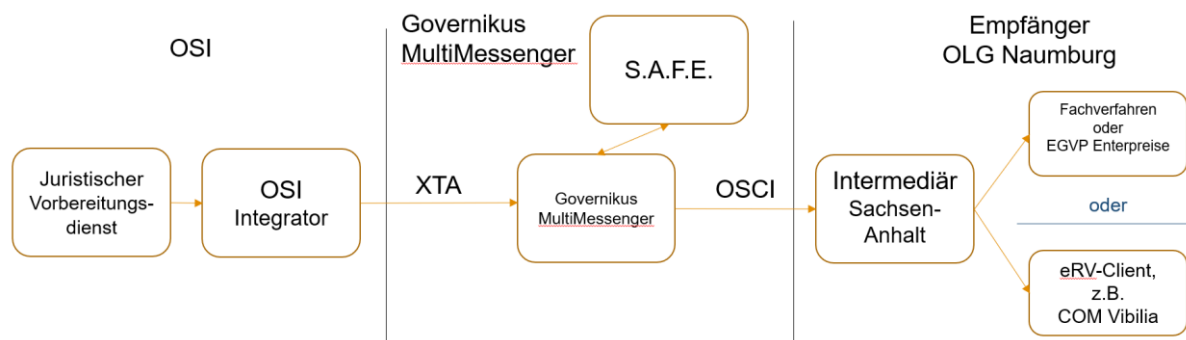 OSI
Governikus
MultiMessenger
Empfänger
OLG Naumburg
Juristischer
Vorbereitungs-
dienst
OSI
Integrator
XTA
S.A.F.E.
Governikus
MultiMessenger
OSCI
Intermediär
Sachsen-
Anhalt
Fachverfahren
oder
EGVP Enterpreise
oder
eRV-Client,
z.B.
COM Vibilia